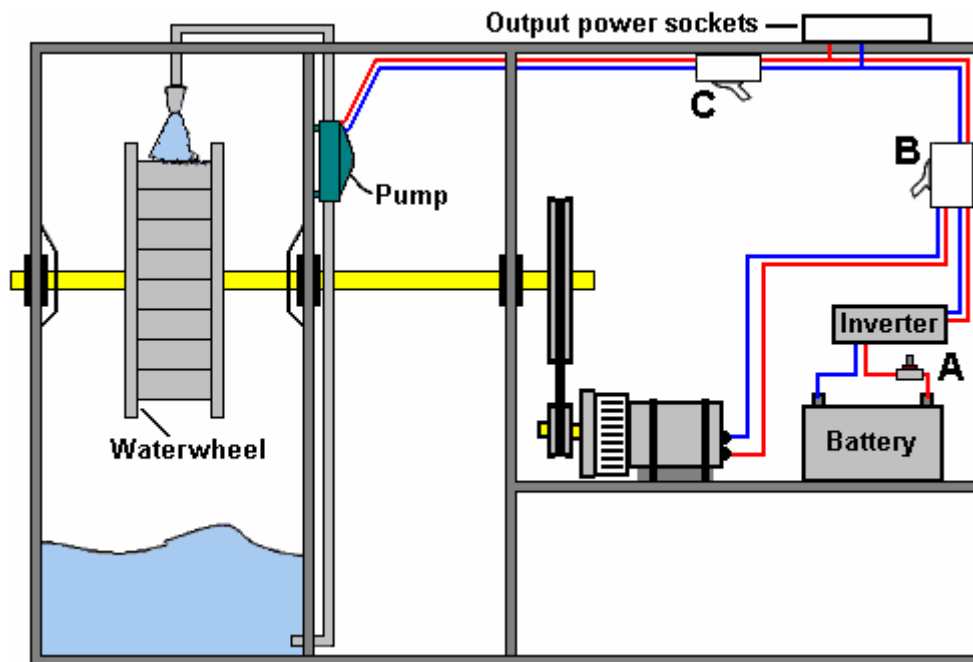 Output power sockets
C
B
Pump
Inverter
A
Waterwheel
Battery